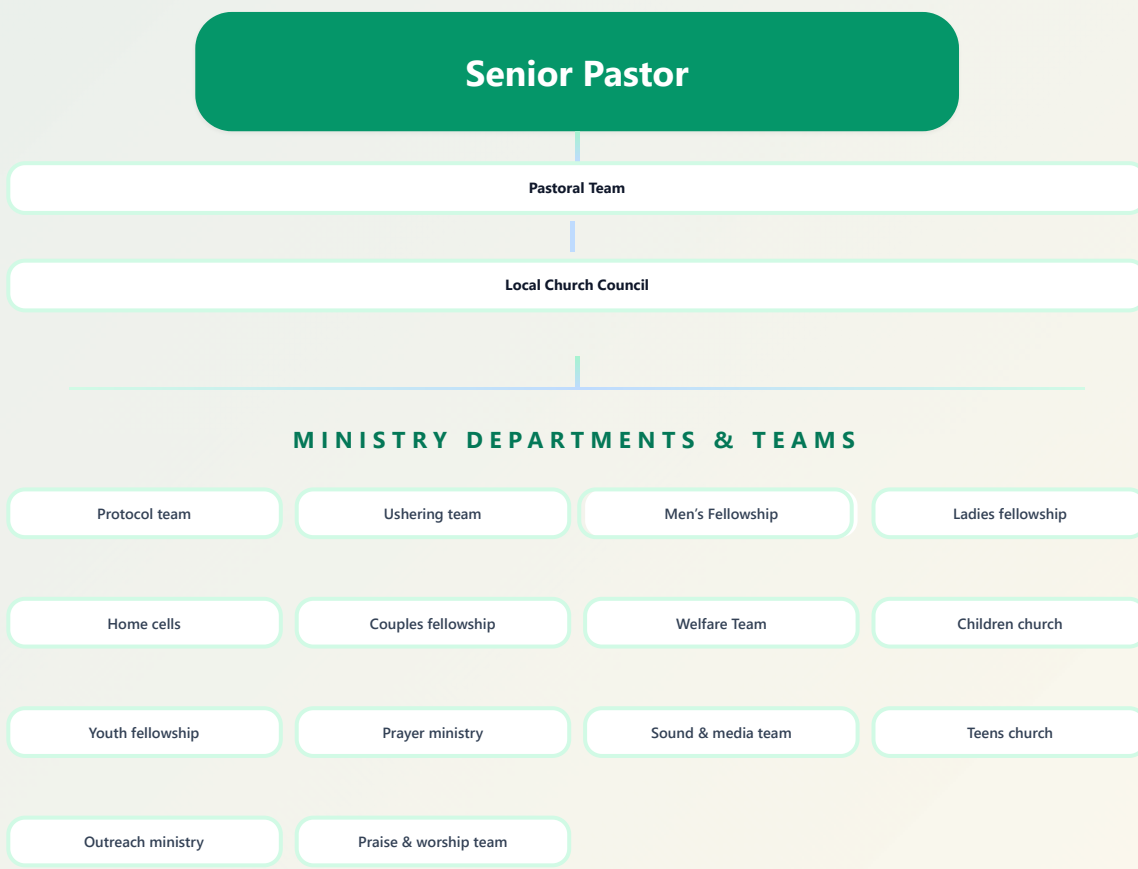 Senior Pastor
Pastoral Team
Local Church Council
MINISTRY DEPARTMENTS & TEAMS
Protocol team
Ushering team
Men’s Fellowship
Ladies fellowship
Home cells
Couples fellowship
Welfare Team
Children church
Youth fellowship
Prayer ministry
Sound & media team
Teens church
Outreach ministry
Praise & worship team